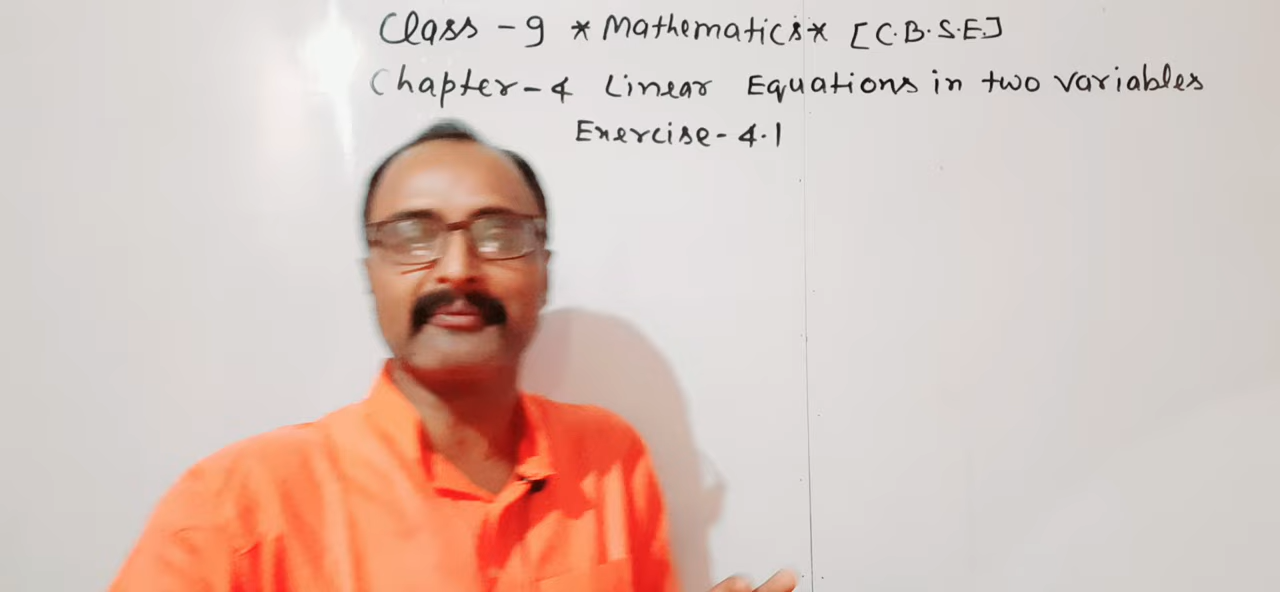 Class - 9 * Mathematics * [C.B.S.E.]
Chapter - 4 Linear Equations in two variables
Exercise - 4.1